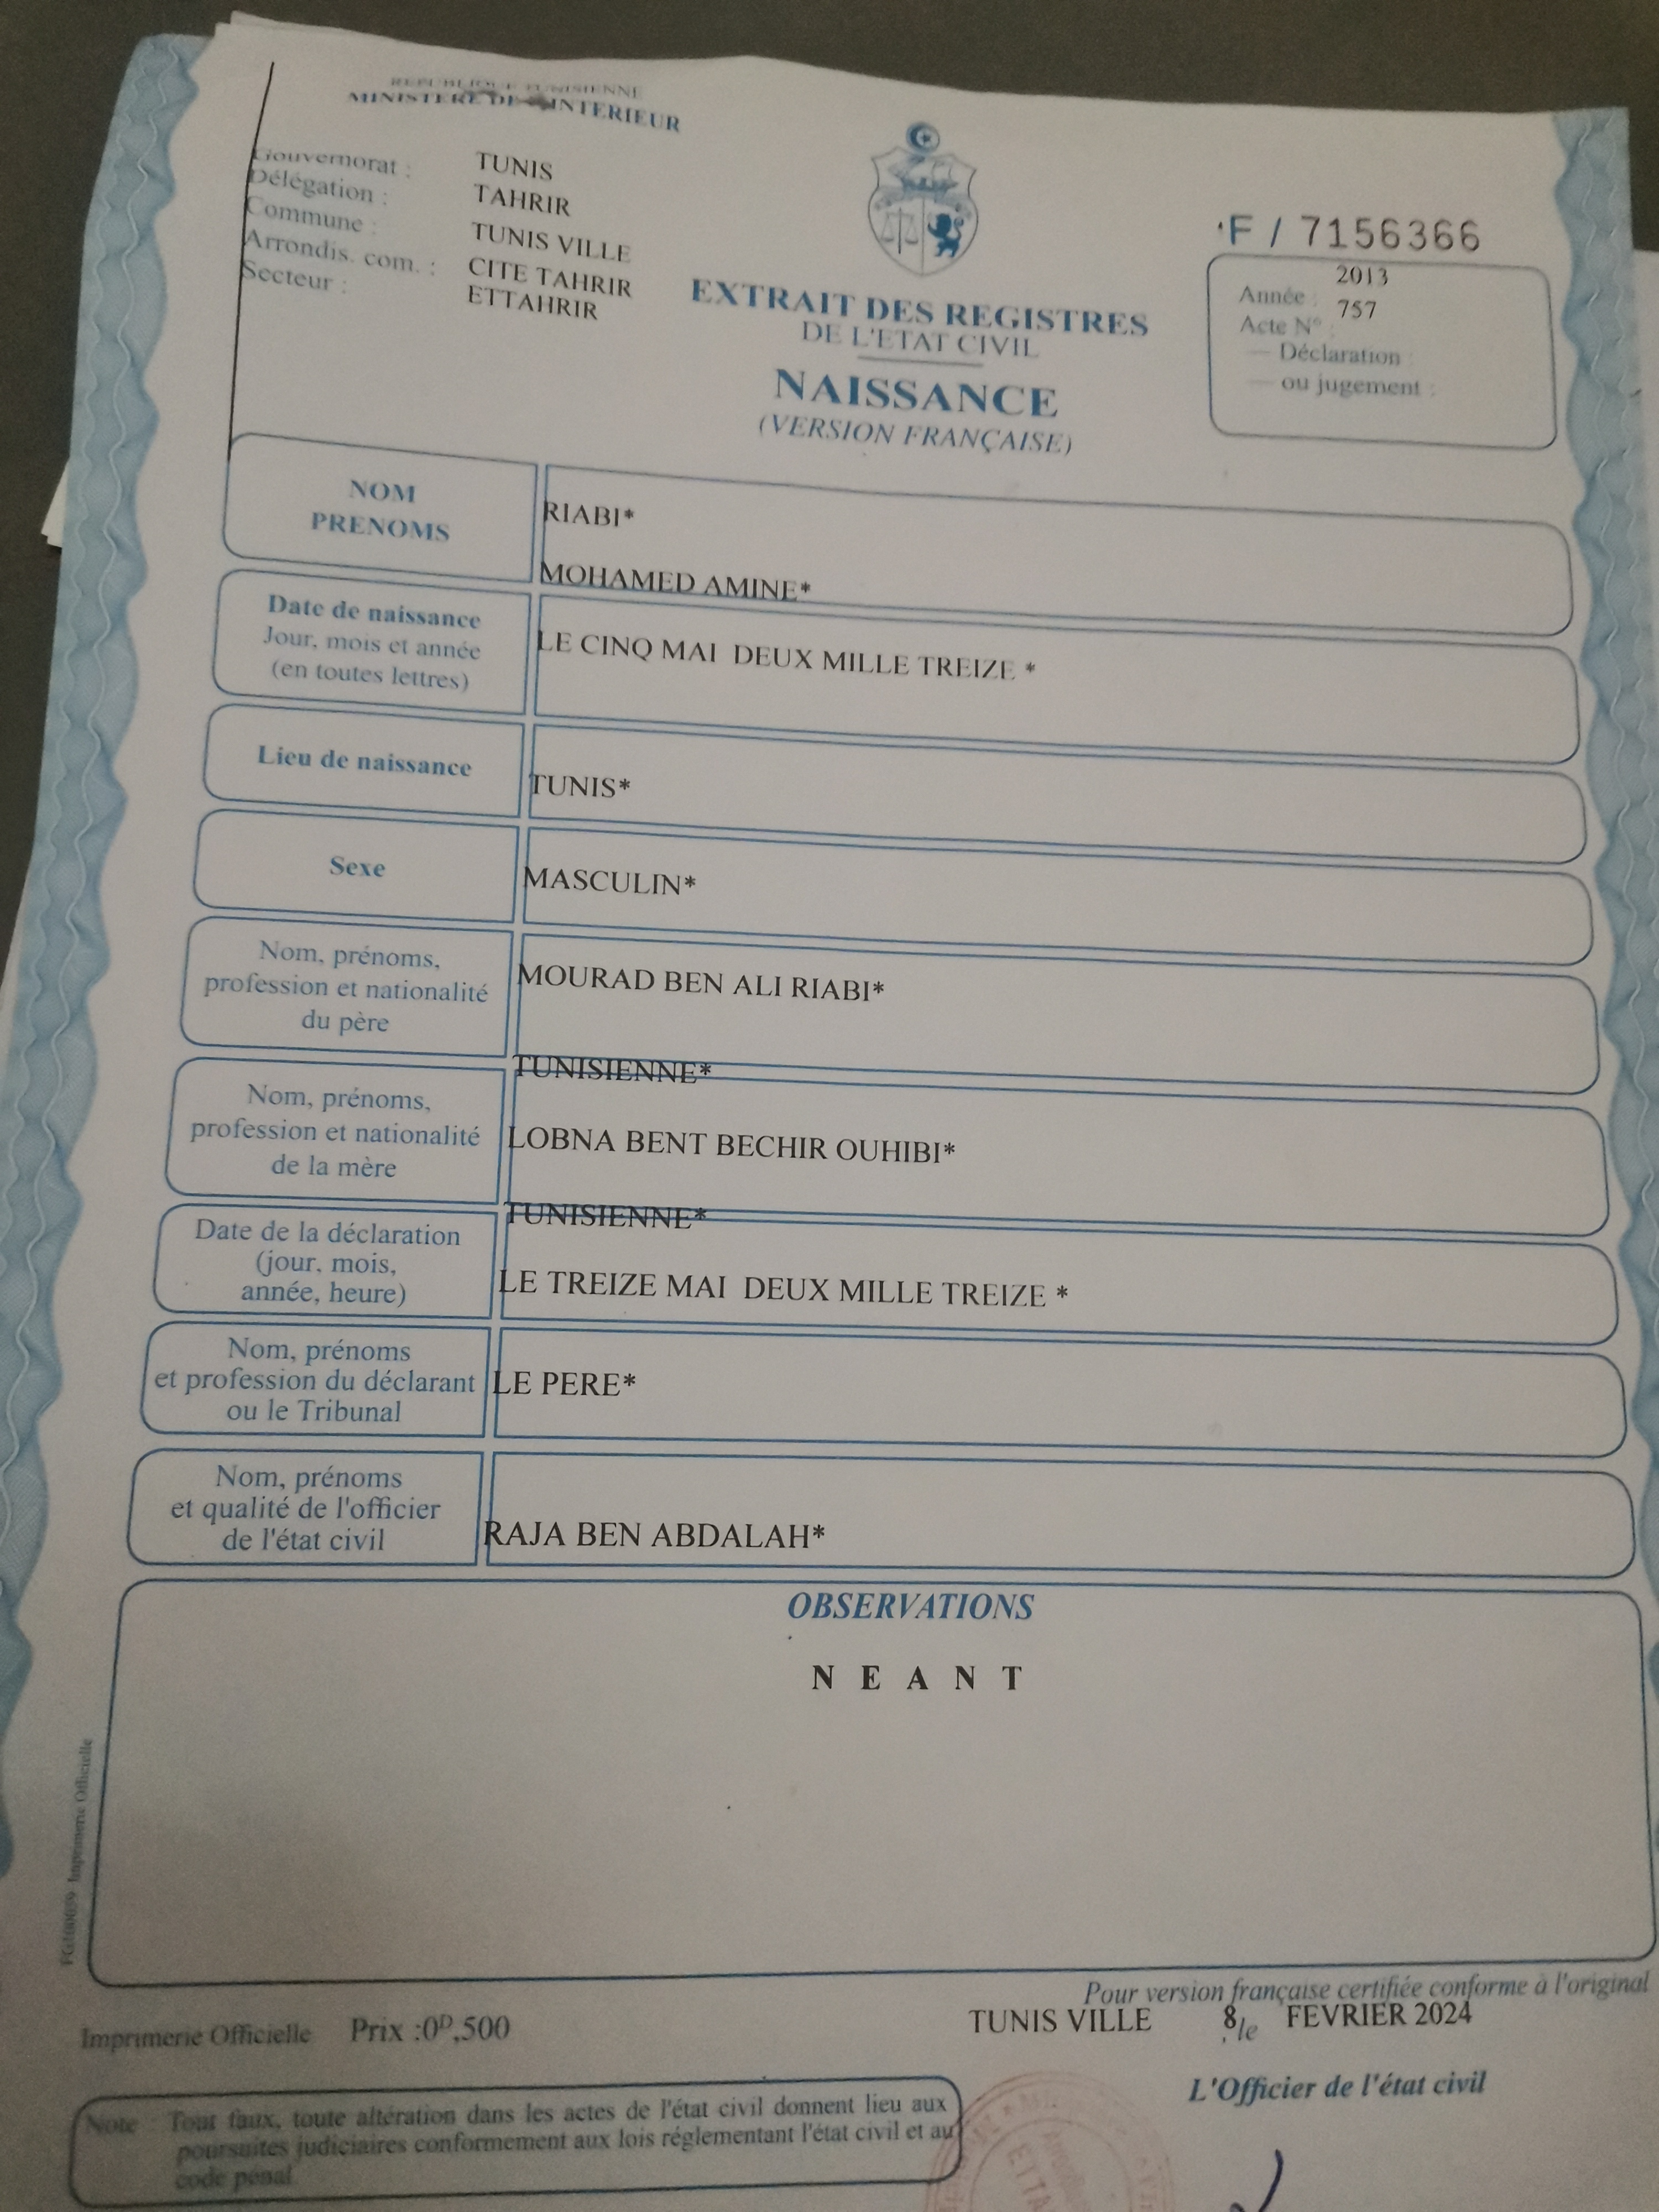 REPUBLIQUE TUNISIENNE
MINISTERE DE INTERIEUR
Gouvernorat : TUNIS
Délégation : TAHRIR
Commune : TUNIS VILLE
Arrondis. com. : CITE TAHRIR
Secteur : ETTAHRIR
F / 7156366
Année : 2013
Acte N° : 757
— Déclaration
— ou jugement :
EXTRAIT DES REGISTRES
DE L'ETAT CIVIL
NAISSANCE
(VERSION FRANÇAISE)
NOM
PRENOMS
RIABI*
MOHAMED AMINE*
Date de naissance
Jour, mois et année
(en toutes lettres)
LE CINQ MAI DEUX MILLE TREIZE *
Lieu de naissance
TUNIS*
Sexe
MASCULIN*
Nom, prénoms,
profession et nationalité
du père
MOURAD BEN ALI RIABI*
TUNISIENNE*
Nom, prénoms,
profession et nationalité
de la mère
LOBNA BENT BECHIR OUHIBI*
TUNISIENNE*
Date de la déclaration
(jour, mois,
année, heure)
LE TREIZE MAI DEUX MILLE TREIZE *
Nom, prénoms
et profession du déclarant
ou le Tribunal
LE PERE*
Nom, prénoms
et qualité de l'officier
de l'état civil
RAJA BEN ABDALAH*
OBSERVATIONS
N E A N T
Imprimerie Officielle
Pour version française certifiée conforme à l'original
TUNIS VILLE 8 le FEVRIER 2024
Imprimerie Officielle Prix :0D,500
L'Officier de l'état civil
Note : Tout faux, toute altération dans les actes de l'état civil donnent lieu aux
poursuites judiciaires conformement aux lois réglementant l'état civil et au
code pénal